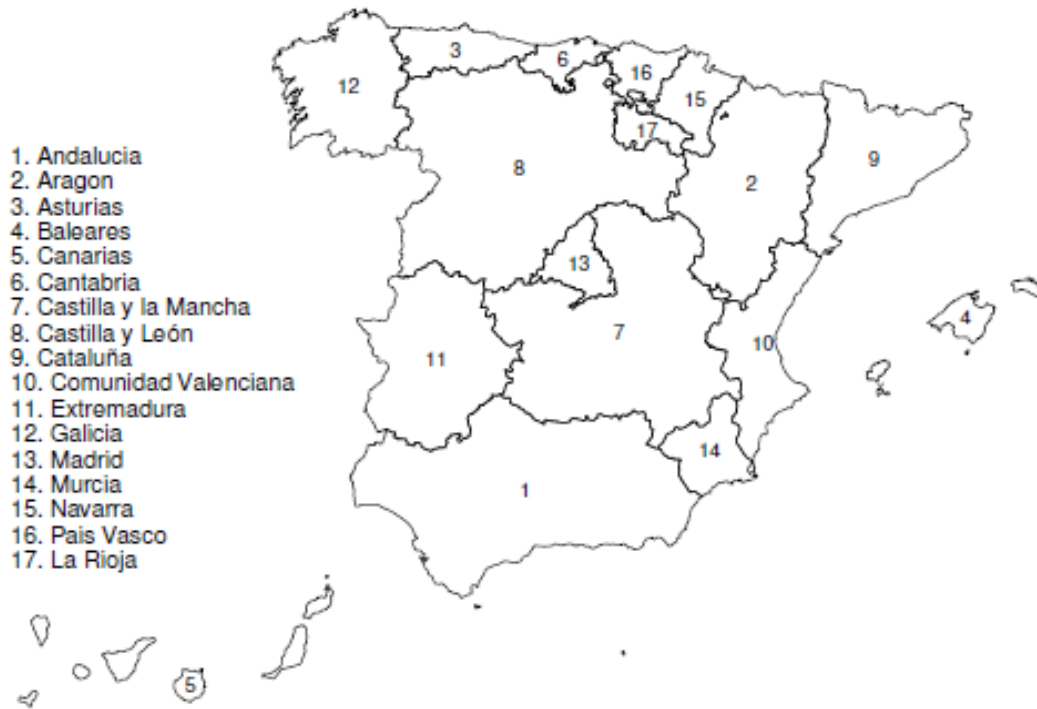 1. Andalucia
2. Aragon
3. Asturias
4. Baleares
5. Canarias
6. Cantabria
7. Castilla y la Mancha
8. Castilla y León
9. Cataluña
10. Comunidad Valenciana
11. Extremadura
12. Galicia
13. Madrid
14. Murcia
15. Navarra
16. Pais Vasco
17. La Rioja
3
6
16
12
15
17
9
8
2
13
4
7
10
11
14
1
5